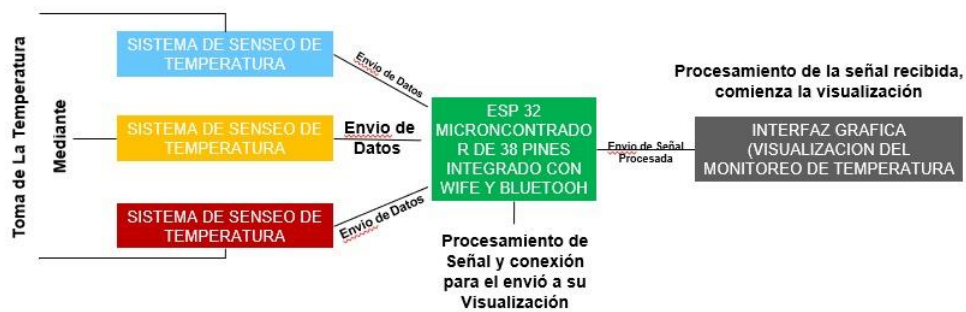 Toma de La Temperatura
Mediante
SISTEMA DE SENSEO DE
TEMPERATURA
SISTEMA DE SENSEO DE
TEMPERATURA
SISTEMA DE SENSEO DE
TEMPERATURA
Envio de Datos
Envio de
Datos
Envio de Datos
ESP 32
MICRONCONTRADO
R DE 38 PINES
INTEGRADO CON
WIFE Y BLUETOOH
Procesamiento de
Señal y conexión
para el envió a su
Visualización
Envio de Señal
Procesada
Procesamiento de la señal recibida,
comienza la visualización
INTERFAZ GRAFICA
(VISUALIZACION DEL
MONITOREO DE TEMPERATURA